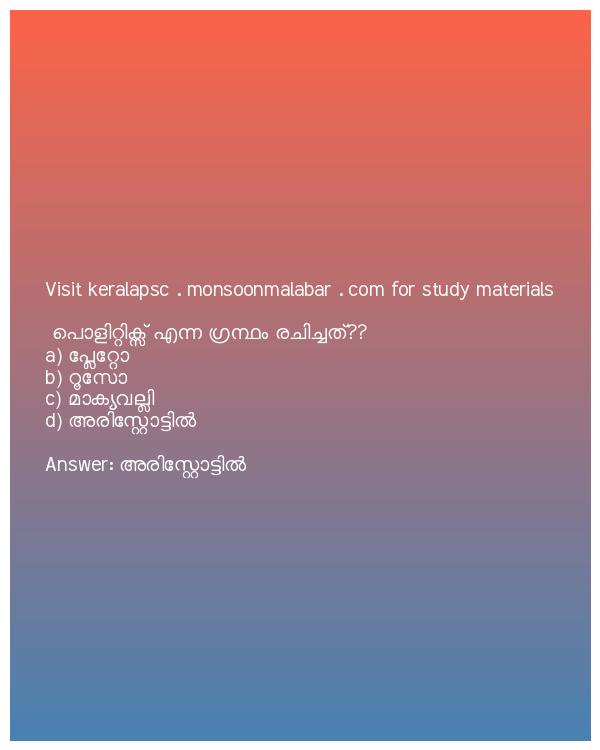 Visit keralapsc . monsoonmalabar . com for study materials
പൊളിറ്റിക്സ് എന്ന ഗ്രന്ഥം രചിച്ചത്??
a) പ്ലേറ്റോ
b) റൂസോ
c) മാക്യവല്ലി
d) അരിസ്റ്റോട്ടിൽ
Answer: അരിസ്റ്റോട്ടിൽ